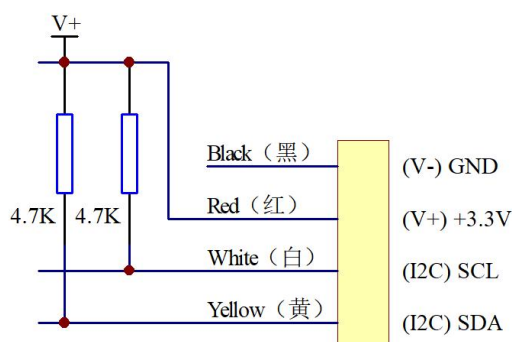 V+
4.7K 4.7K
Black（黑） (V-) GND
Red（红） (V+) +3.3V
White（白） (I2C) SCL
Yellow（黄） (I2C) SDA